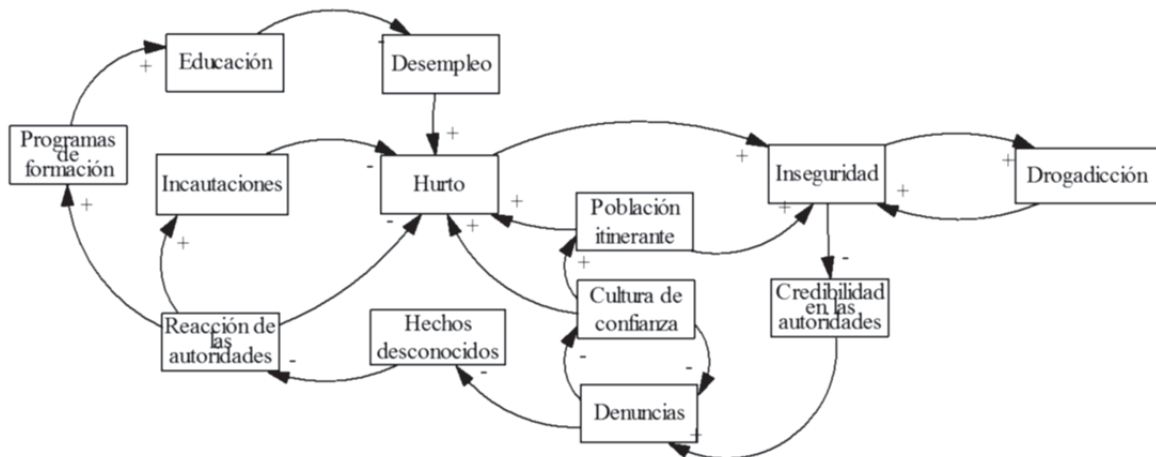 Educación
Desempleo
Programas
de
formación
Incautaciones
Hurto
Inseguridad
Drogadicción
Población
itinerante
Cultura de
confianza
Credibilidad
en las
autoridades
Reacción de
las
autoridades
Hechos
desconocidos
Denuncias
+
-
+
-
+
+
+
+
+
-
+
+
+
+
-
-
-
-
-
+